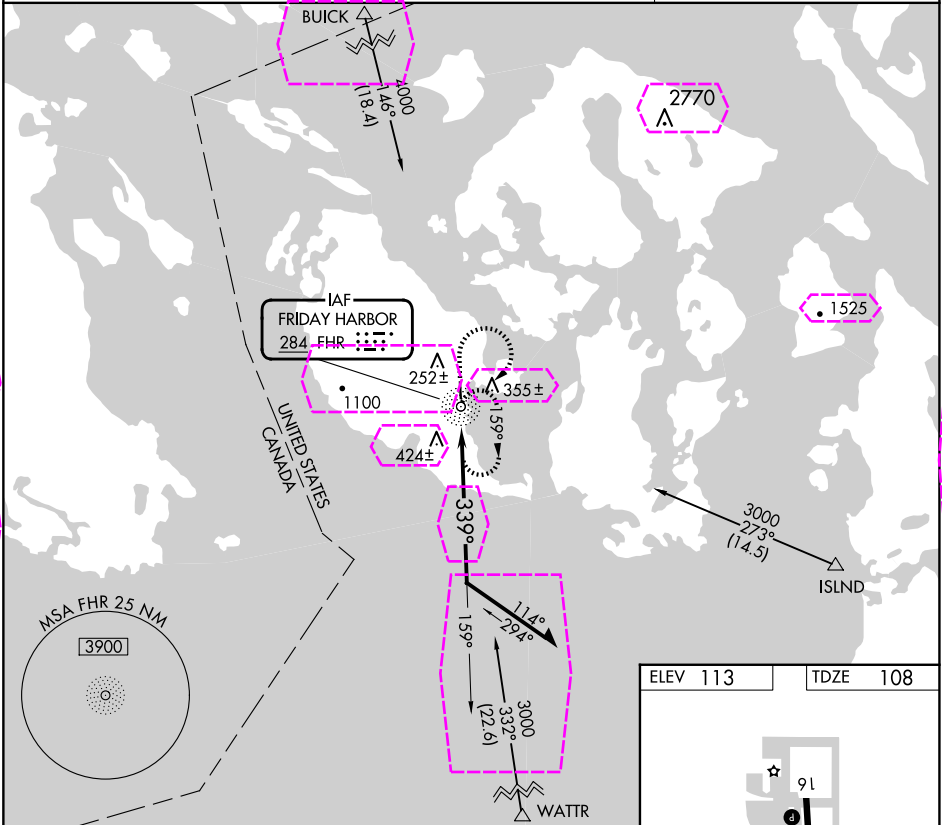 BUICK
4000
146°
(18.4)
2770
IAF
FRIDAY HARBOR
284 FHR
252±
1100
355±
159°
424±
1525
UNITED STATES
CANADA
339°
3000
273°
(14.5)
ISLND
114°
294°
159°
3000
332°
(22.6)
WATTR
MSA FHR 25 NM
3900
ELEV 113
TDZE 108
16
P